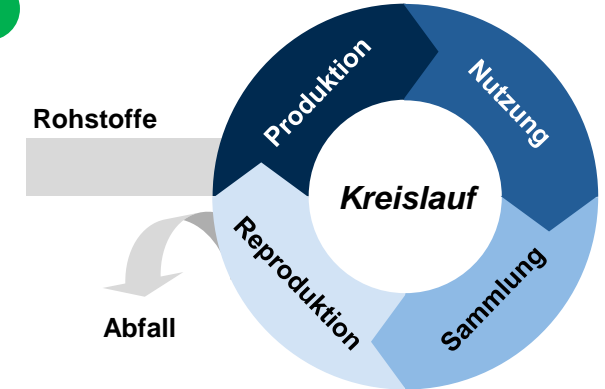 Rohstoffe
Produktion
Nutzung
Kreislauf
Reproduktion
Sammlung
Abfall